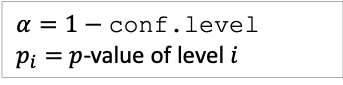 α = 1 − conf.level
pᵢ = p-value of level i